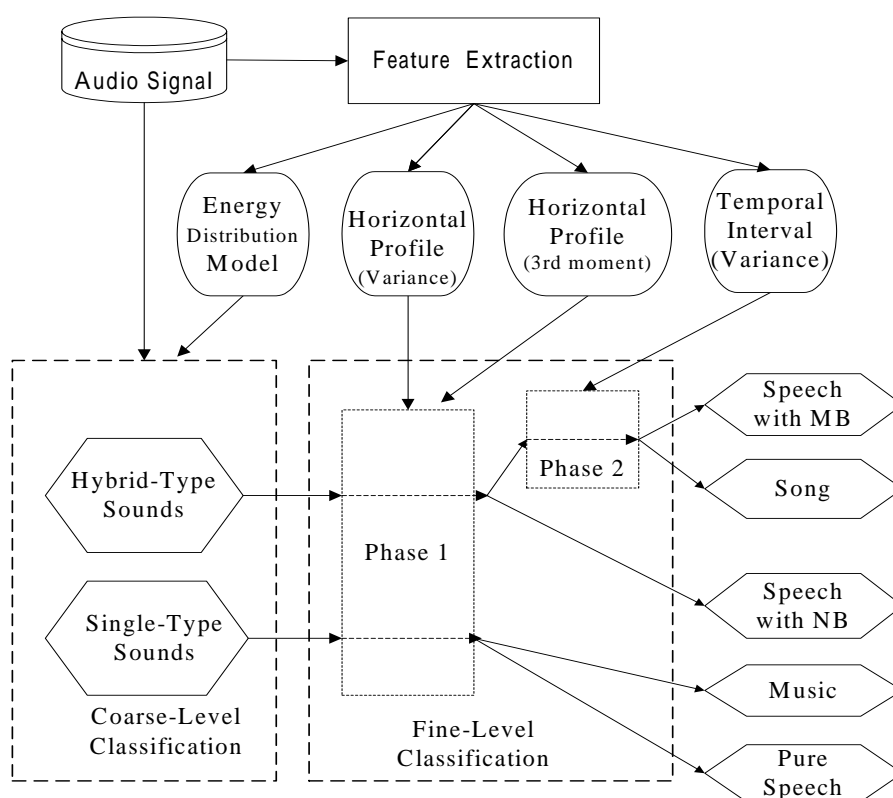 Audio Signal
Feature Extraction
Energy
Distribution
Model
Horizontal
Profile
(Variance)
Horizontal
Profile
(3rd moment)
Temporal
Interval
(Variance)
Hybrid-Type
Sounds
Single-Type
Sounds
Coarse-Level
Classification
Phase 1
Phase 2
Fine-Level
Classification
Speech
with MB
Song
Speech
with NB
Music
Pure
Speech